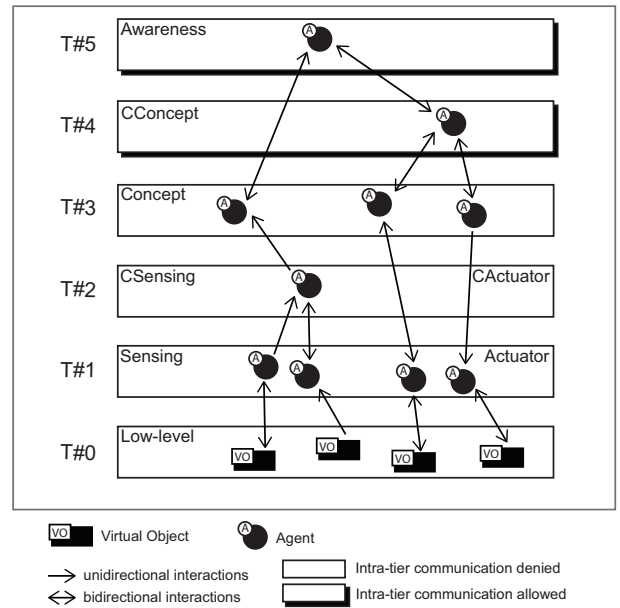 T#5
Awareness
A
T#4
CConcept
A
T#3
Concept
A
A
A
T#2
CSensing
CActuator
A
T#1
Sensing
Actuator
A
A
A
A
T#0
Low-level
VO
VO
VO
VO
VO Virtual Object
A Agent
unidirectional interactions
bidirectional interactions
Intra-tier communication denied
Intra-tier communication allowed